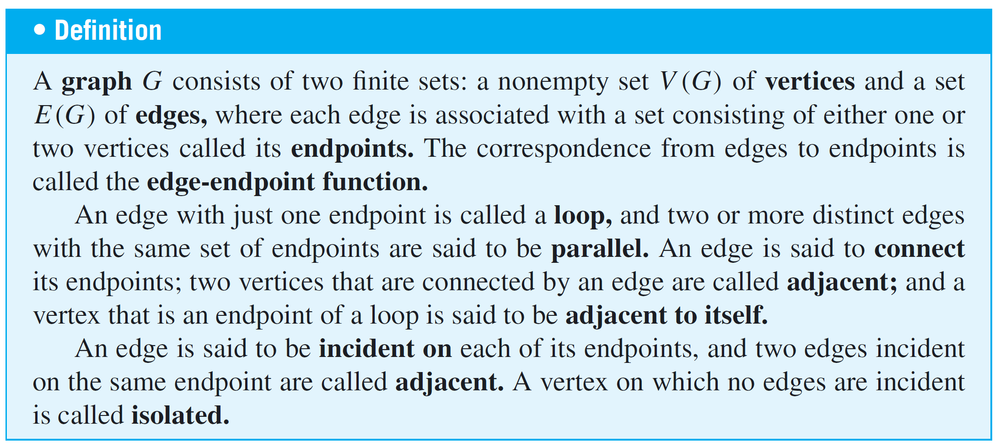 • Definition
A graph G consists of two finite sets: a nonempty set V(G) of vertices and a set
E(G) of edges, where each edge is associated with a set consisting of either one or
two vertices called its endpoints. The correspondence from edges to endpoints is
called the edge-endpoint function.
An edge with just one endpoint is called a loop, and two or more distinct edges
with the same set of endpoints are said to be parallel. An edge is said to connect
its endpoints; two vertices that are connected by an edge are called adjacent; and a
vertex that is an endpoint of a loop is said to be adjacent to itself.
An edge is said to be incident on each of its endpoints, and two edges incident
on the same endpoint are called adjacent. A vertex on which no edges are incident
is called isolated.